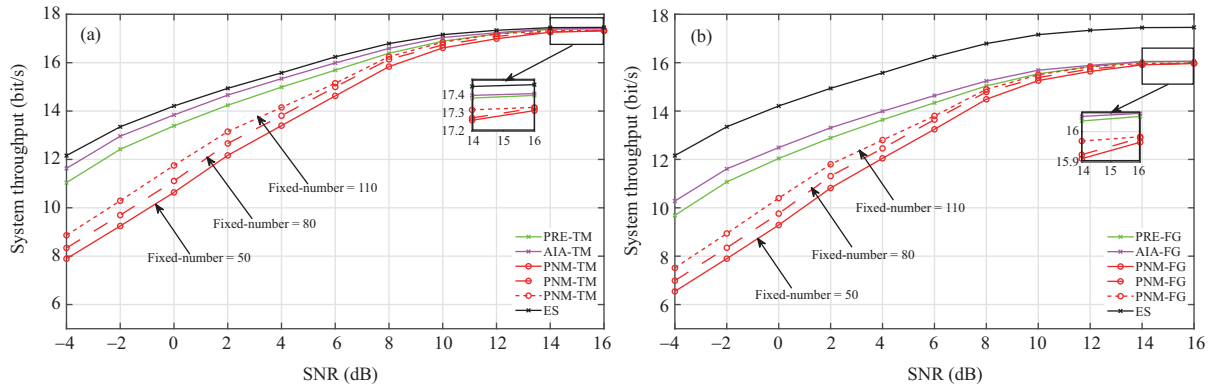 (a)
System throughput (bit/s)
18
16
14
12
10
8
6
17.4
17.3
17.2
14 15 16
Fixed-number = 110
Fixed-number = 80
Fixed-number = 50
PRE-TM
AIA-TM
PNM-TM
PNM-TM
PNM-TM
ES
−4 −2 0 2 4 6 8 10 12 14 16
SNR (dB)
(b)
System throughput (bit/s)
18
16
14
12
10
8
6
16
15.9
14 15 16
Fixed-number = 110
Fixed-number = 80
Fixed-number = 50
PRE-FG
AIA-FG
PNM-FG
PNM-FG
PNM-FG
ES
−4 −2 0 2 4 6 8 10 12 14 16
SNR (dB)